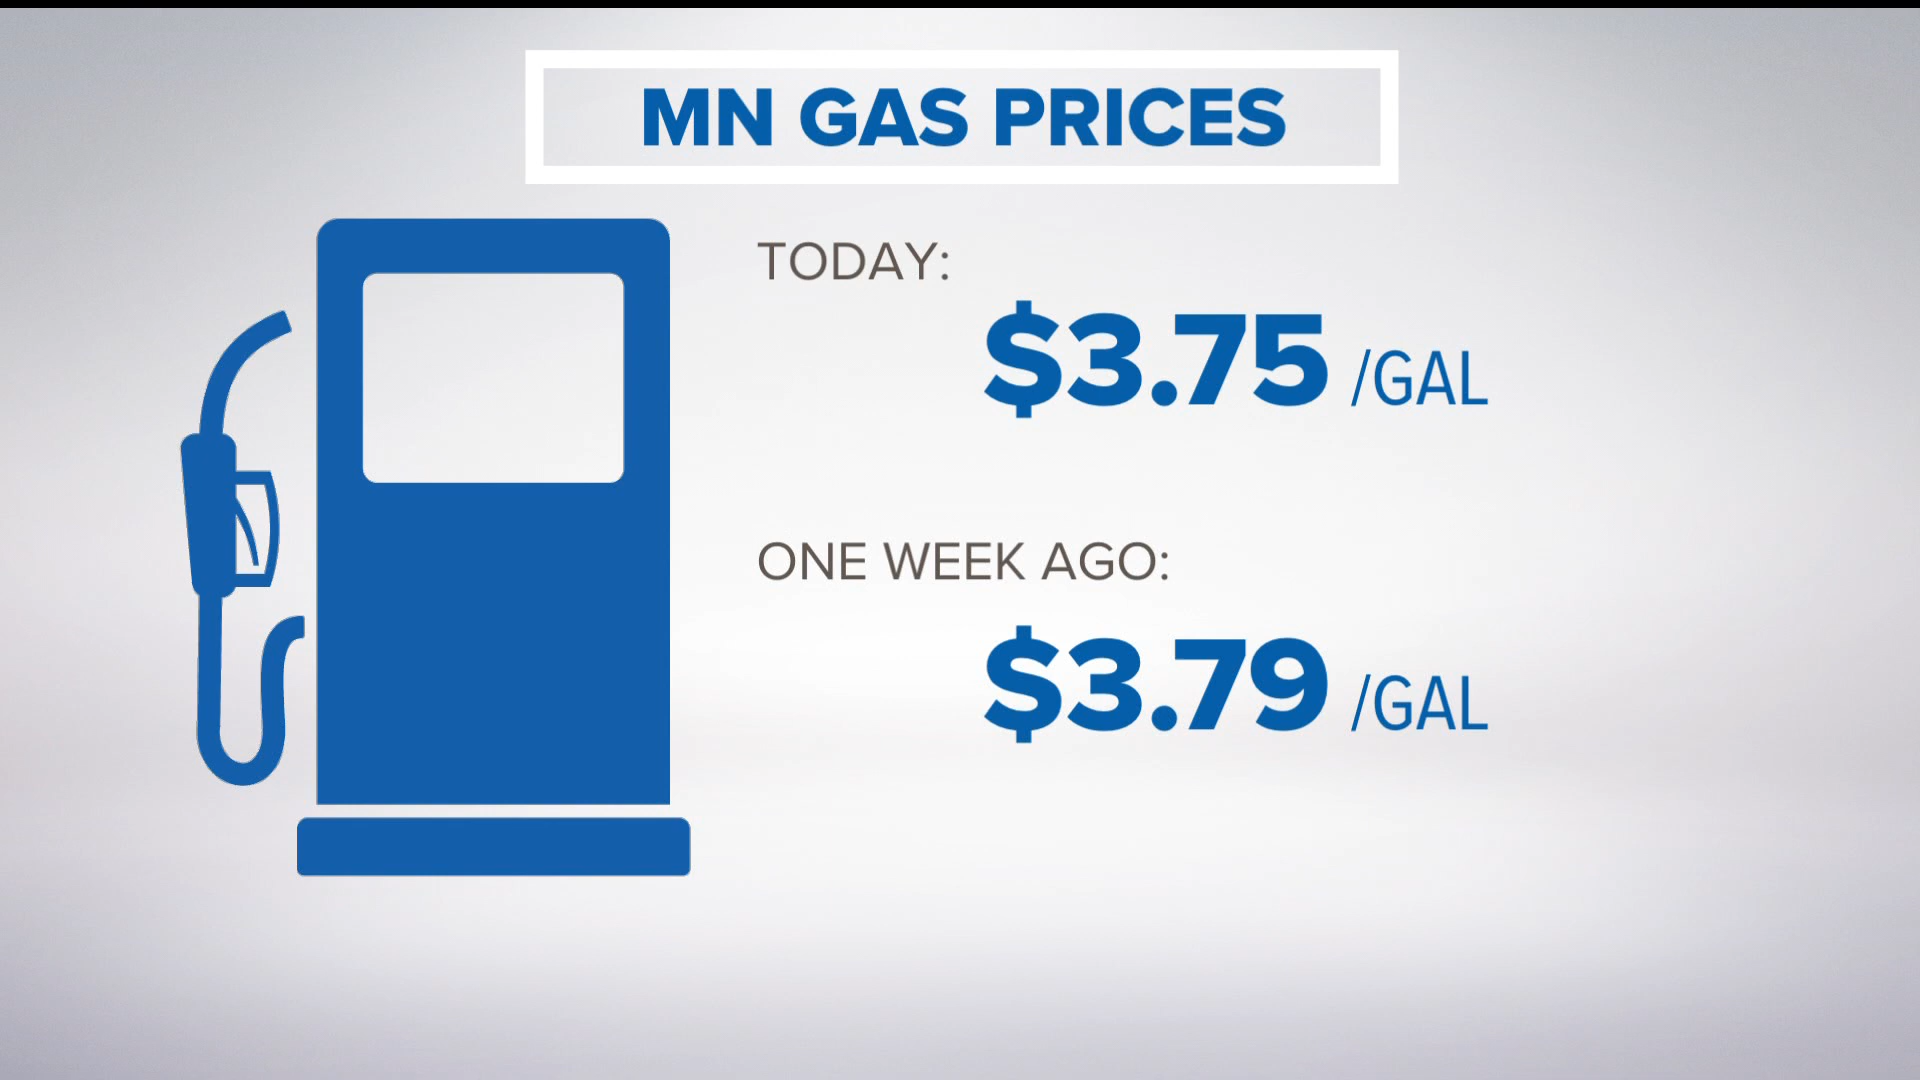 MN GAS PRICES
TODAY:
$3.75 /GAL
ONE WEEK AGO:
$3.79 /GAL